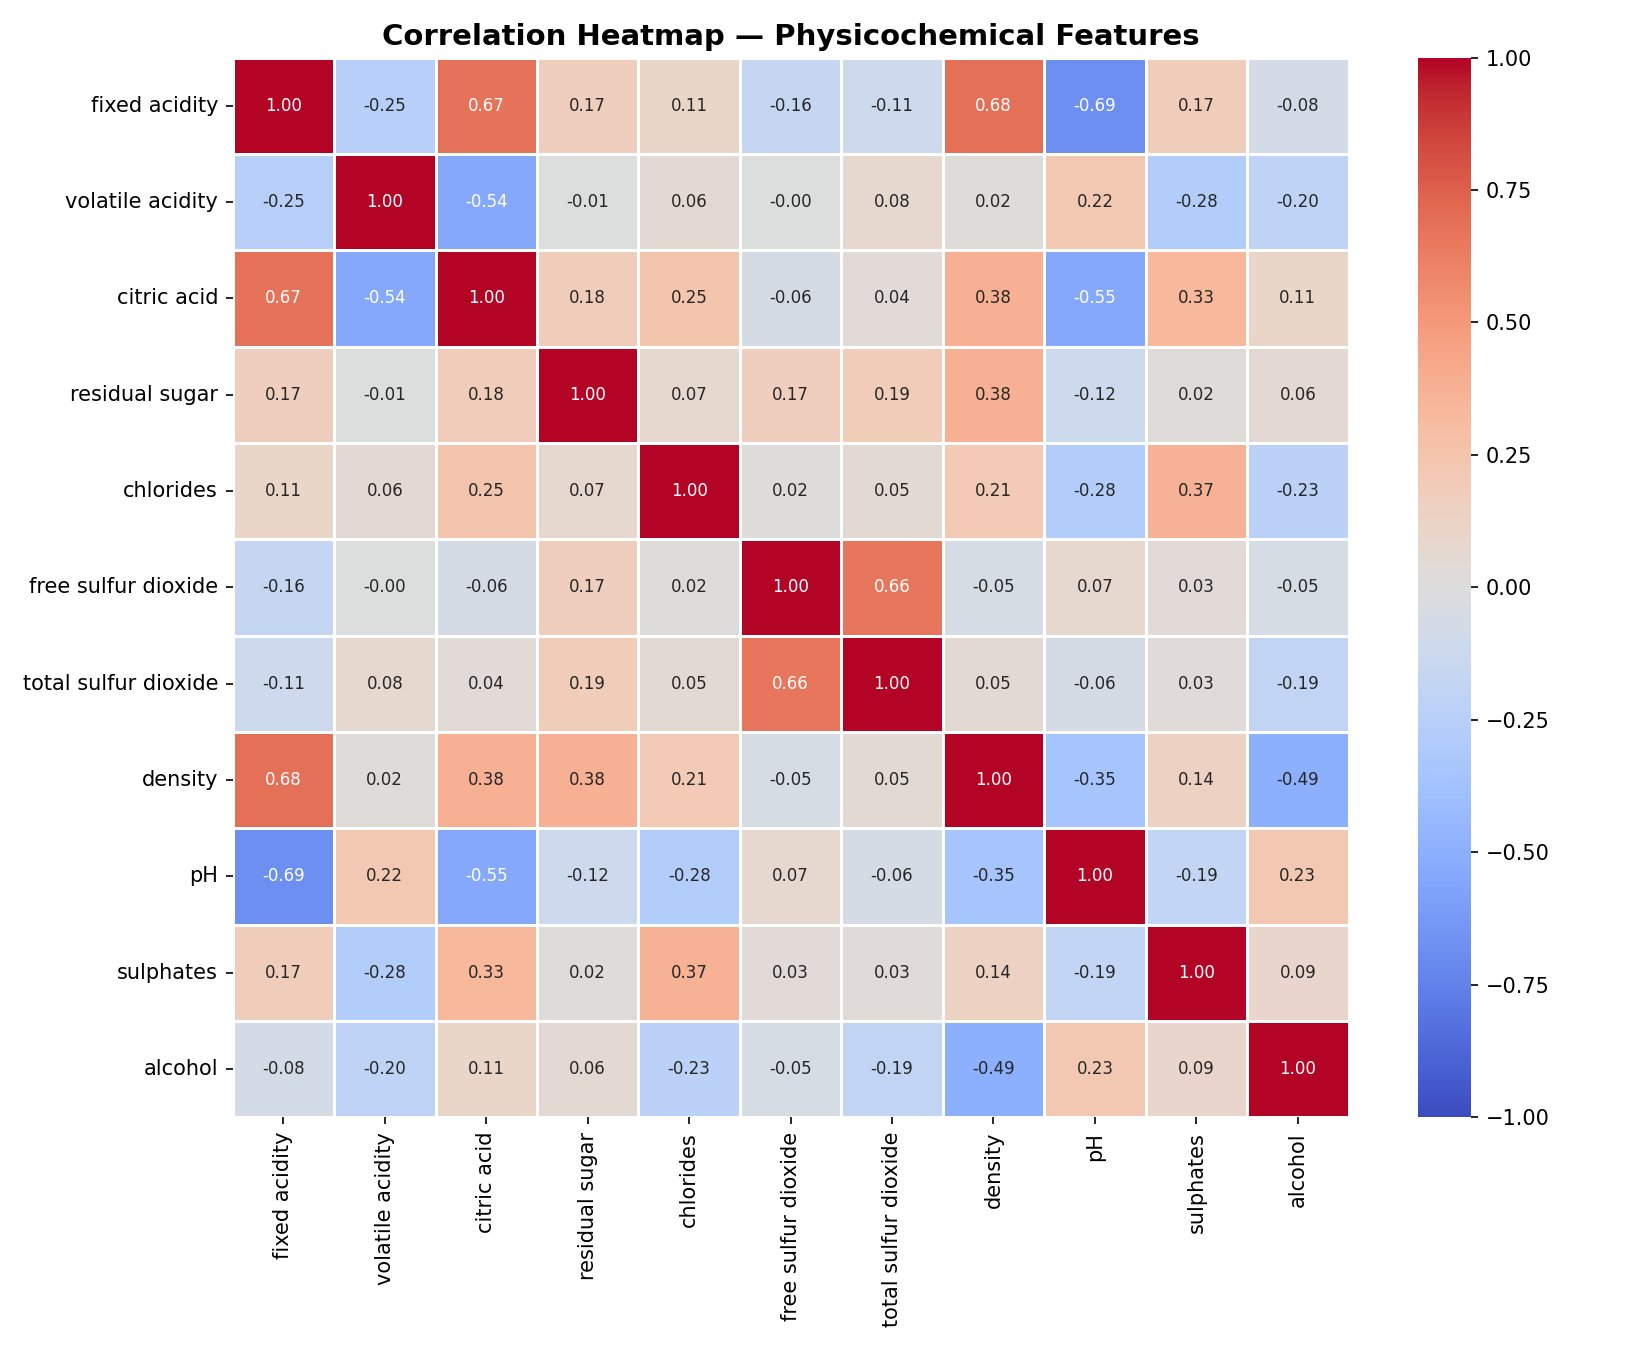 Correlation Heatmap — Physicochemical Features
fixed acidity 1.00 -0.25 0.67 0.17 0.11 -0.16 -0.11 0.68 -0.69 0.17 -0.08
volatile acidity -0.25 1.00 -0.54 -0.01 0.06 -0.00 0.08 0.02 0.22 -0.28 -0.20
citric acid 0.67 -0.54 1.00 0.18 0.25 -0.06 0.04 0.38 -0.55 0.33 0.11
residual sugar 0.17 -0.01 0.18 1.00 0.07 0.17 0.19 0.38 -0.12 0.02 0.06
chlorides 0.11 0.06 0.25 0.07 1.00 0.02 0.05 0.21 -0.28 0.37 -0.23
free sulfur dioxide -0.16 -0.00 -0.06 0.17 0.02 1.00 0.66 -0.05 0.07 0.03 -0.05
total sulfur dioxide -0.11 0.08 0.04 0.19 0.05 0.66 1.00 0.05 -0.06 0.03 -0.19
density 0.68 0.02 0.38 0.38 0.21 -0.05 0.05 1.00 -0.35 0.14 -0.49
pH -0.69 0.22 -0.55 -0.12 -0.28 0.07 -0.06 -0.35 1.00 -0.19 0.23
sulphates 0.17 -0.28 0.33 0.02 0.37 0.03 0.03 0.14 -0.19 1.00 0.09
alcohol -0.08 -0.20 0.11 0.06 -0.23 -0.05 -0.19 -0.49 0.23 0.09 1.00
fixed acidity
volatile acidity
citric acid
residual sugar
chlorides
free sulfur dioxide
total sulfur dioxide
density
pH
sulphates
alcohol
1.00
0.75
0.50
0.25
0.00
−0.25
−0.50
−0.75
−1.00